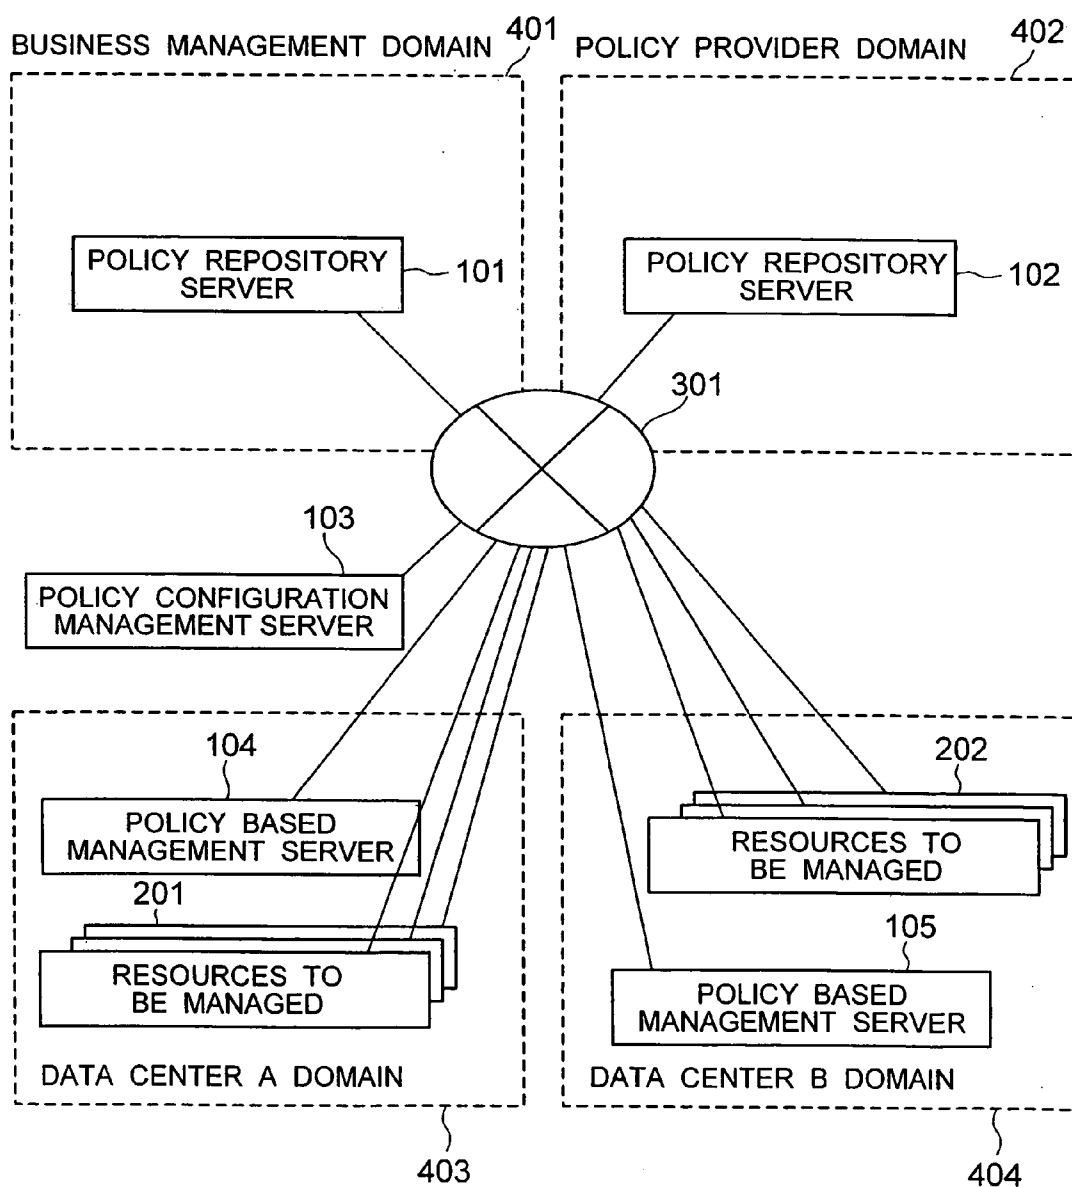 401
BUSINESS MANAGEMENT DOMAIN
POLICY PROVIDER DOMAIN
402
POLICY REPOSITORY
SERVER
101
POLICY REPOSITORY
SERVER
102
301
103
POLICY CONFIGURATION
MANAGEMENT SERVER
104
POLICY BASED
MANAGEMENT SERVER
201
RESOURCES TO
BE MANAGED
DATA CENTER A DOMAIN
403
202
RESOURCES TO
BE MANAGED
105
POLICY BASED
MANAGEMENT SERVER
DATA CENTER B DOMAIN
404